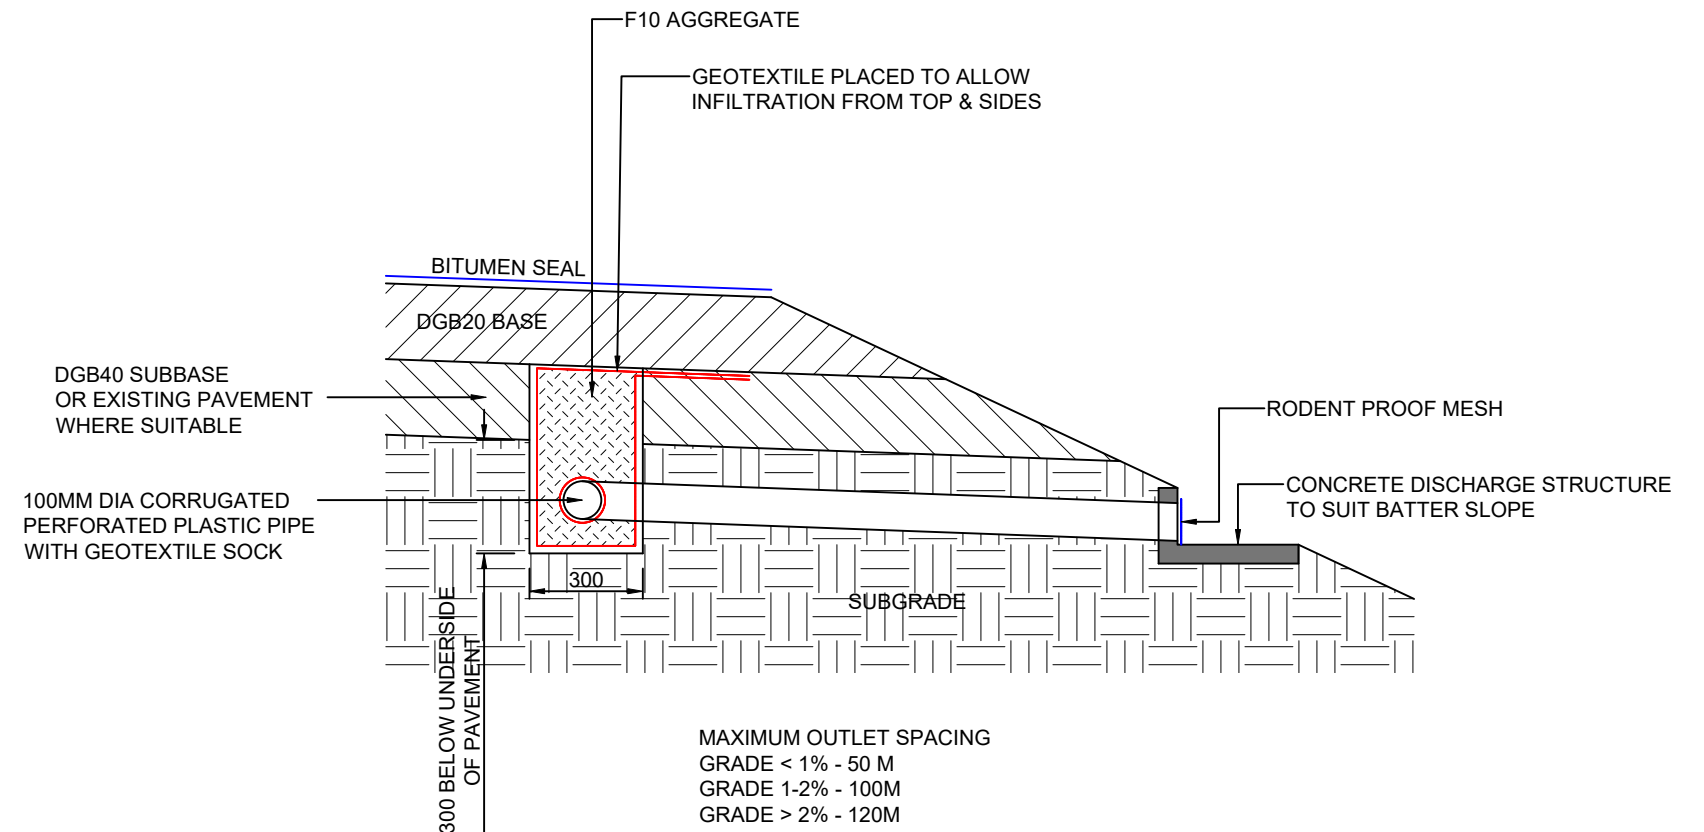 F10 AGGREGATE
GEOTEXTILE PLACED TO ALLOW
INFILTRATION FROM TOP & SIDES
BITUMEN SEAL
DGB20 BASE
DGB40 SUBBASE
OR EXISTING PAVEMENT
WHERE SUITABLE
RODENT PROOF MESH
100MM DIA CORRUGATED
PERFORATED PLASTIC PIPE
WITH GEOTEXTILE SOCK
CONCRETE DISCHARGE STRUCTURE
TO SUIT BATTER SLOPE
300
SUBGRADE
300 BELOW UNDERSIDE
OF PAVEMENT
MAXIMUM OUTLET SPACING
GRADE < 1% - 50 M
GRADE 1-2% - 100M
GRADE > 2% - 120M